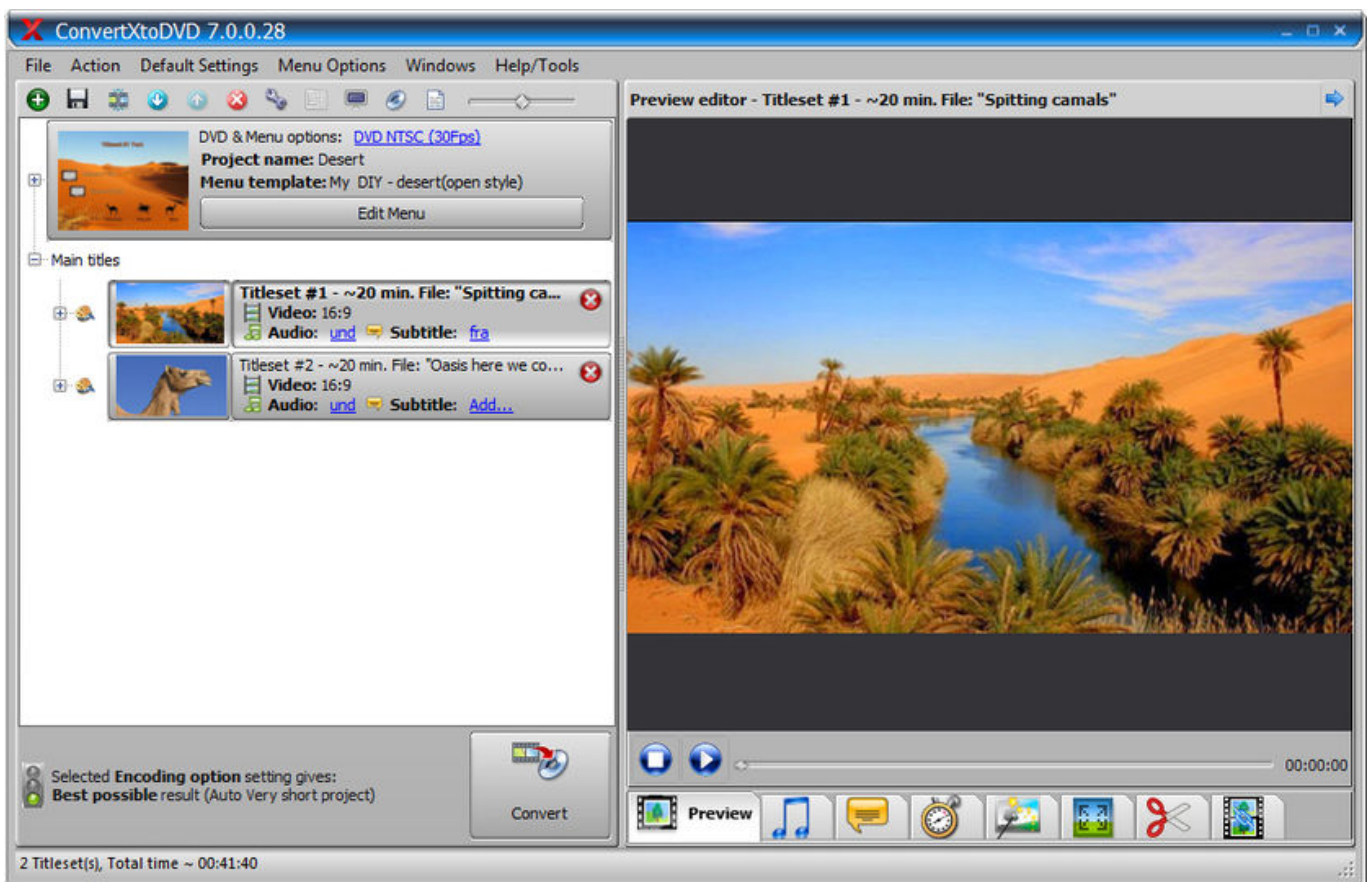 ConvertXtoDVD 7.0.0.28
File Action Default Settings Menu Options Windows Help/Tools
DVD & Menu options: DVD NTSC (30Fps)
Project name: Desert
Menu template: My DIY - desert(open style)
Edit Menu
Main titles
Titleset #1 - ~20 min. File: "Spitting ca...
Video: 16:9
Audio: und Subtitle: fra
Titleset #2 - ~20 min. File: "Oasis here we co...
Video: 16:9
Audio: und Subtitle: Add...
Selected Encoding option setting gives:
Best possible result (Auto Very short project)
Convert
2 Titleset(s), Total time ~ 00:41:40
Preview editor - Titleset #1 - ~20 min. File: "Spitting camals"
00:00:00
Preview